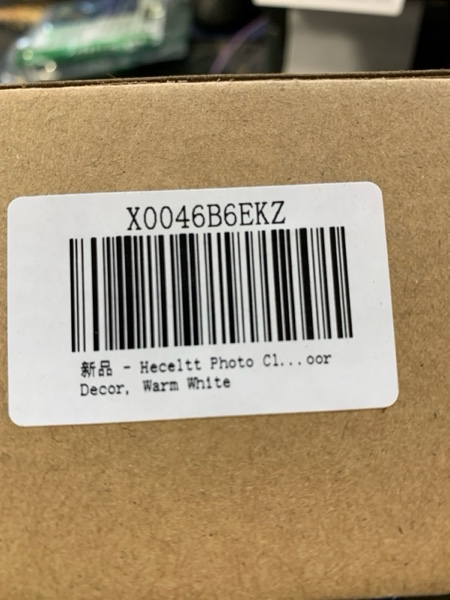 X0046B6EKZ
新品 - Heceltt Photo Cl...oor
Decor, Warm White